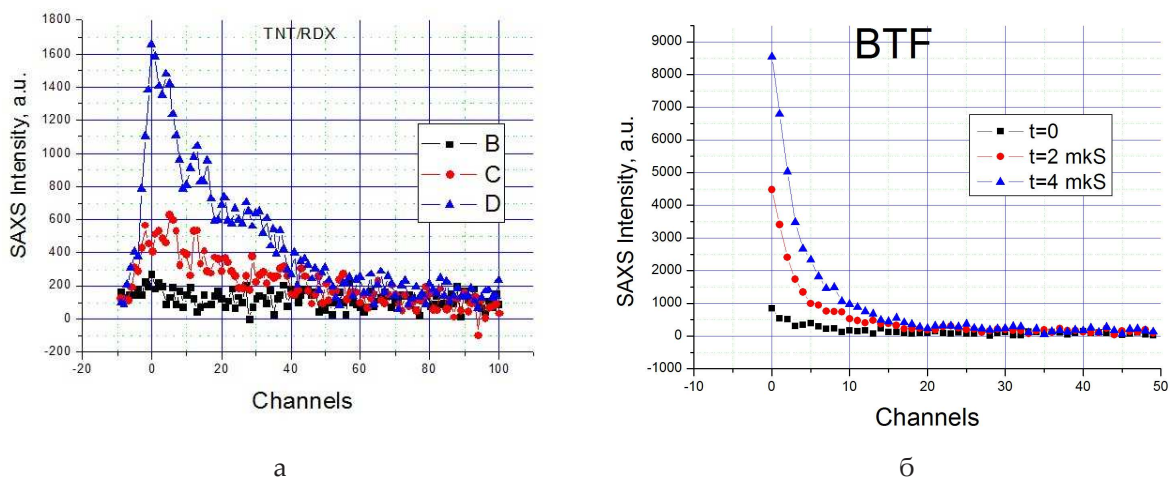 TNT/RDX
SAXS Intensity, a.u.
1800
1600
1400
1200
1000
800
600
400
200
0
-200
-20
0
20
40
60
80
100
Channels
B
C
D
а
BTF
SAXS Intensity, a.u.
9000
8000
7000
6000
5000
4000
3000
2000
1000
0
-1000
-10
0
10
20
30
40
50
Channels
t=0
t=2 mkS
t=4 mkS
б